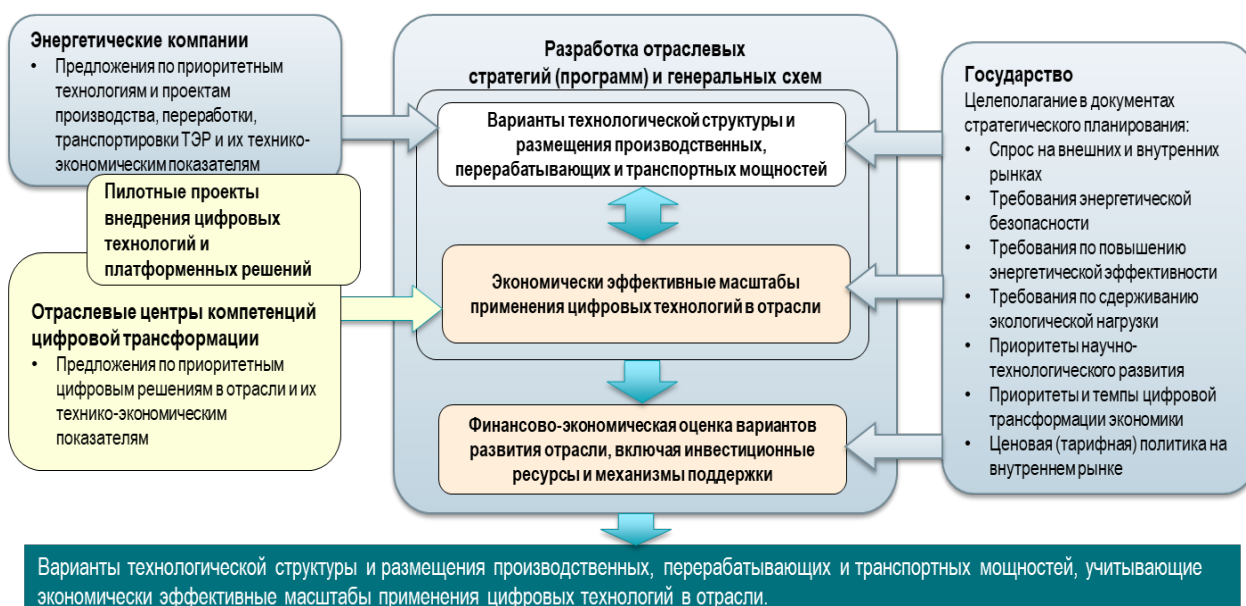 Энергетические компании
• Предложения по приоритетным
технологиям и проектам
производства, переработки,
транспортировки ТЭР и их технико-
экономическим показателям
Пилотные проекты
внедрения цифровых
технологий и
платформенных решений
Отраслевые центры компетенций
цифровой трансформации
• Предложения по приоритетным
цифровым решениям в отрасли и их
технико-экономическим
показателям
Разработка отраслевых
стратегий (программ) и генеральных схем
Варианты технологической структуры и
размещения производственных,
перерабатывающих и транспортных мощностей
Экономически эффективные масштабы
применения цифровых технологий в отрасли
Финансово-экономическая оценка вариантов
развития отрасли, включая инвестиционные
ресурсы и механизмы поддержки
Государство
Целеполагание в документах
стратегического планирования:
• Спрос на внешних и внутренних
рынках
• Требования энергетической
безопасности
• Требования по повышению
энергетической эффективности
• Требования по сдерживанию
экологической нагрузки
• Приоритеты научно-
технологического развития
• Приоритеты и темпы цифровой
трансформации экономики
• Ценовая (тарифная) политика на
внутреннем рынке
Варианты технологической структуры и размещения производственных, перерабатывающих и транспортных мощностей, учитывающие
экономически эффективные масштабы применения цифровых технологий в отрасли.